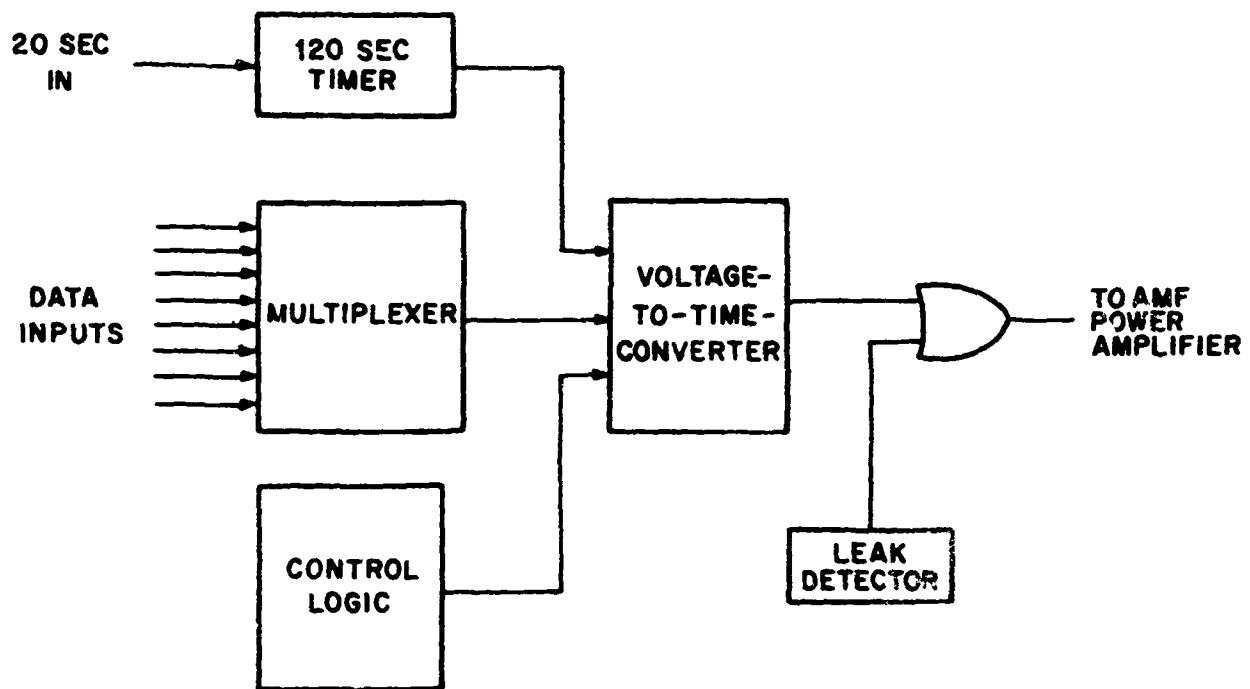 20 SEC
IN
120 SEC
TIMER
DATA
INPUTS
MULTIPLEXER
VOLTAGE-
TO-TIME-
CONVERTER
TO AMF
POWER
AMPLIFIER
CONTROL
LOGIC
LEAK
DETECTOR